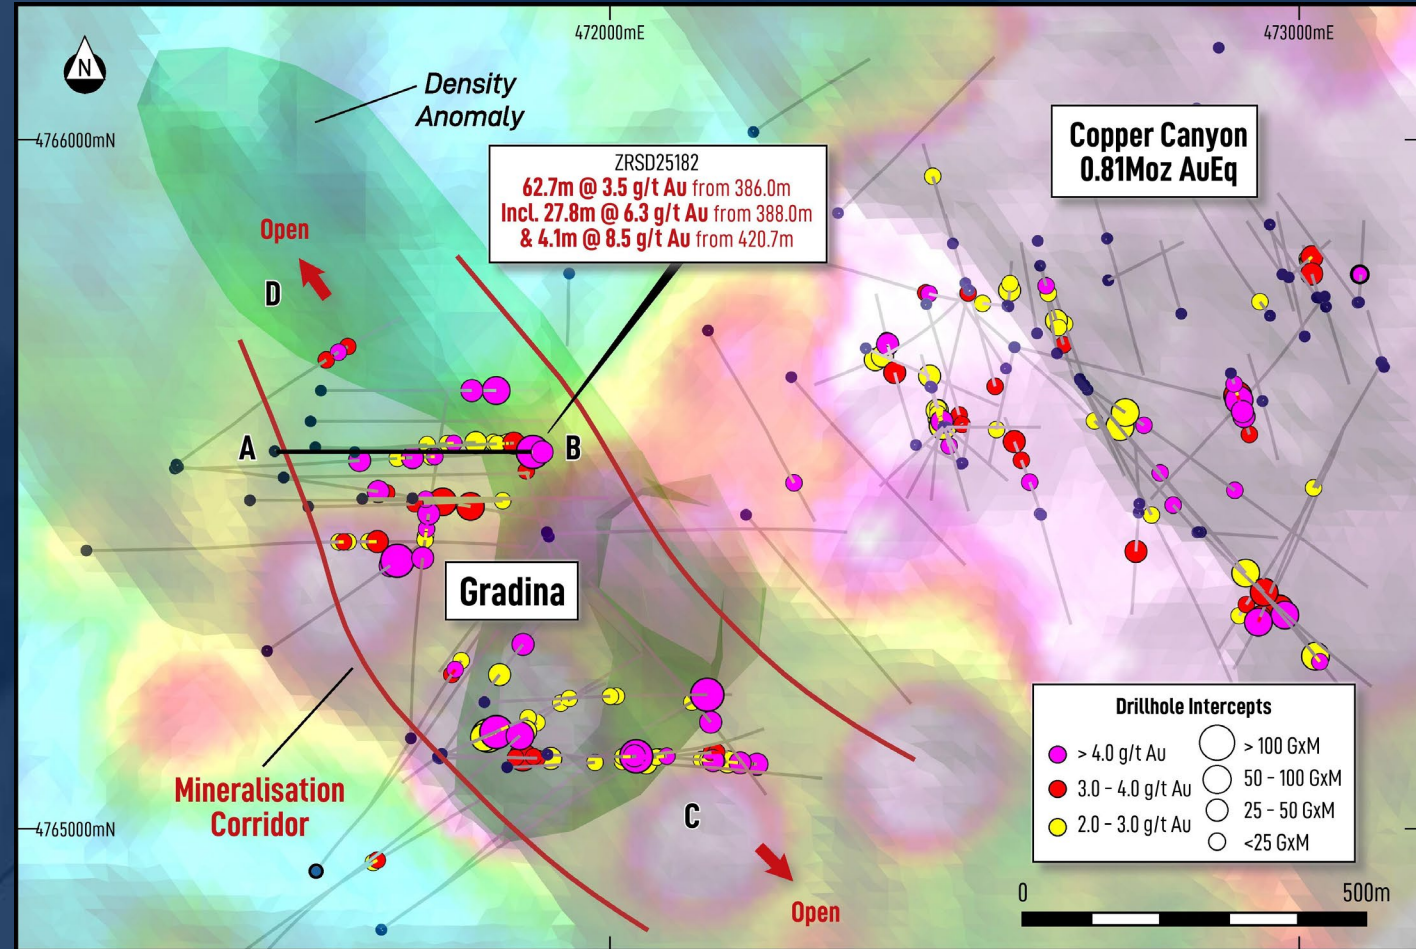 472000mE
473000mE
N
Density
Anomaly
4766000mN
Copper Canyon
0.81Moz AuEq
ZRSD25182
62.7m @ 3.5 g/t Au from 386.0m
Incl. 27.8m @ 6.3 g/t Au from 388.0m
& 4.1m @ 8.5 g/t Au from 420.7m
Open
D
A
B
Gradina
Mineralisation
Corridor
C
4765000mN
Open
Drillhole Intercepts
> 4.0 g/t Au
3.0 - 4.0 g/t Au
2.0 - 3.0 g/t Au
> 100 GxM
50 - 100 GxM
25 - 50 GxM
<25 GxM
0
500m